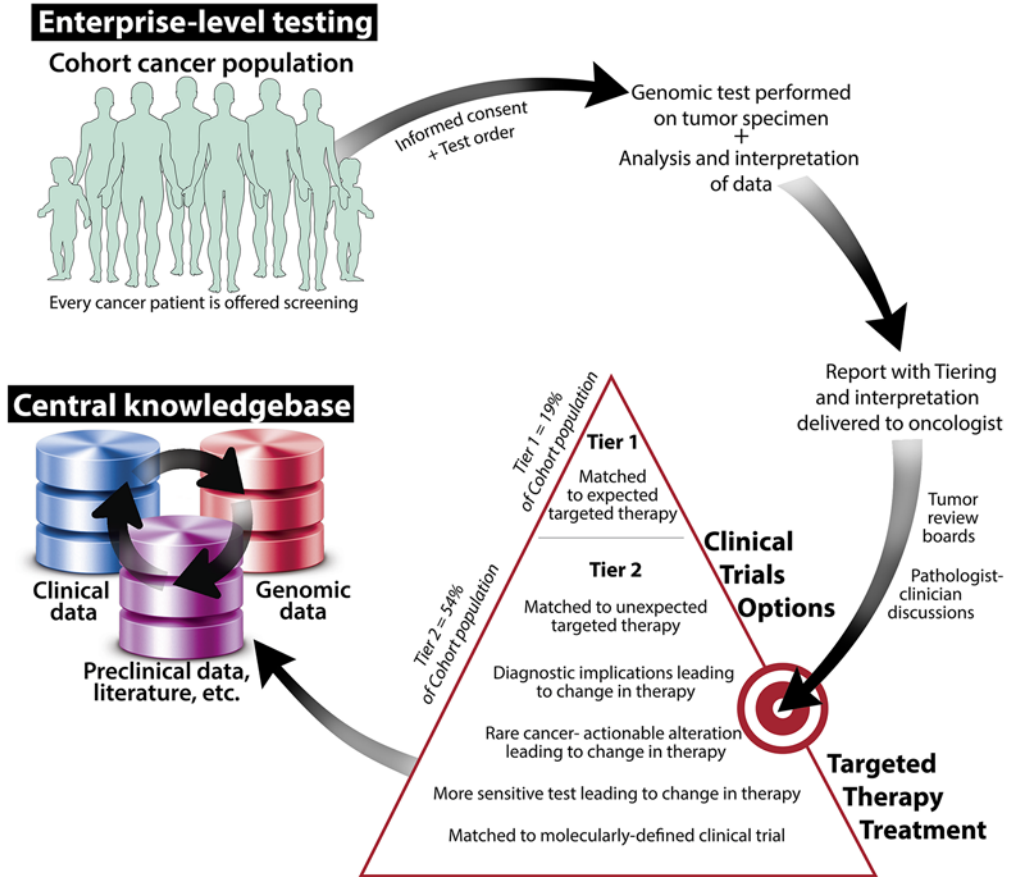 Enterprise-level testing
Cohort cancer population
Every cancer patient is offered screening
Informed consent
+ Test order
Genomic test performed
on tumor specimen
+
Analysis and interpretation
of data
Report with Tiering
and interpretation
delivered to oncologist
Tumor
review
boards
Pathologist-
clinician
discussions
Clinical
Trials
Options
Targeted
Therapy
Treatment
Tier 1 = 19%
of Cohort population
Tier 1
Matched
to expected
targeted therapy
Tier 2 = 54%
of Cohort population
Tier 2
Matched to unexpected
targeted therapy
Diagnostic implications leading
to change in therapy
Rare cancer- actionable alteration
leading to change in therapy
More sensitive test leading to change in therapy
Matched to molecularly-defined clinical trial
Central knowledgebase
Clinical
data
Genomic
data
Preclinical data,
literature, etc.